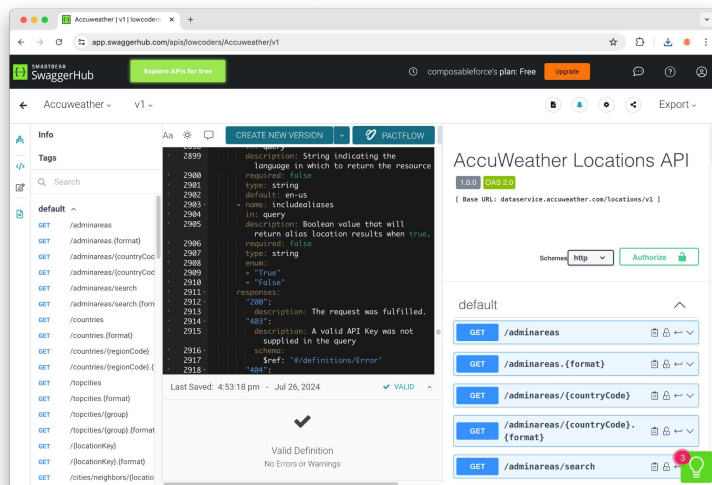 Accuweather | v1 | lowcoders
app.swaggerhub.com/apis/lowcoders/Accuweather/v1
SMARTBEAR
SwaggerHub
Explore APIs for free
composableforce's plan: Free
Upgrade
Accuweather
v1
Export
Info
Tags
Search
default
GET /adminareas
GET /adminareas.{format}
GET /adminareas/{countryCod
GET /adminareas/{countryCod
GET /adminareas/search
GET /adminareas/search.{form
GET /countries
GET /countries.{format}
GET /countries/{regionCode}
GET /countries/{regionCode}.{
GET /topcities
GET /topcities.{format}
GET /topcities/{group}
GET /topcities/{group}.{format
GET /{locationKey}
GET /{locationKey}.{format}
GET /cities/neighbors/{locatio
Aa
CREATE NEW VERSION
PACTFLOW
2898 in: query
2899 description: String indicating the
language in which to return the resource
2900 required: false
2901 type: string
2902 default: en-us
2903 - name: includealiases
2904 in: query
2905 description: Boolean value that will
return alias location results when true.
2906 required: false
2907 type: string
2908 enum:
2909 - "True"
2910 - "False"
2911 responses:
2912 "200":
2913 description: The request was fulfilled.
2914 "403":
2915 description: A valid API Key was not
supplied in the query
2916 schema:
2917 $ref: '#/definitions/Error'
2918 "404":
Last Saved: 4:53:18 pm - Jul 26, 2024
VALID
Valid Definition
No Errors or Warnings
AccuWeather Locations API
1.0.0 OAS 2.0
[ Base URL: dataservice.accuweather.com/locations/v1 ]
Schemes http
Authorize
default
GET /adminareas
GET /adminareas.{format}
GET /adminareas/{countryCode}
GET /adminareas/{countryCode}.
{format}
GET /adminareas/search
3